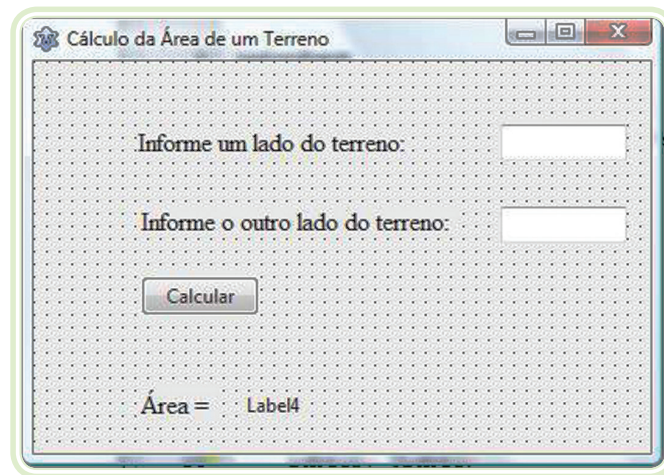 Cálculo da Área de um Terreno
Informe um lado do terreno:
Informe o outro lado do terreno:
Calcular
Área = Label4